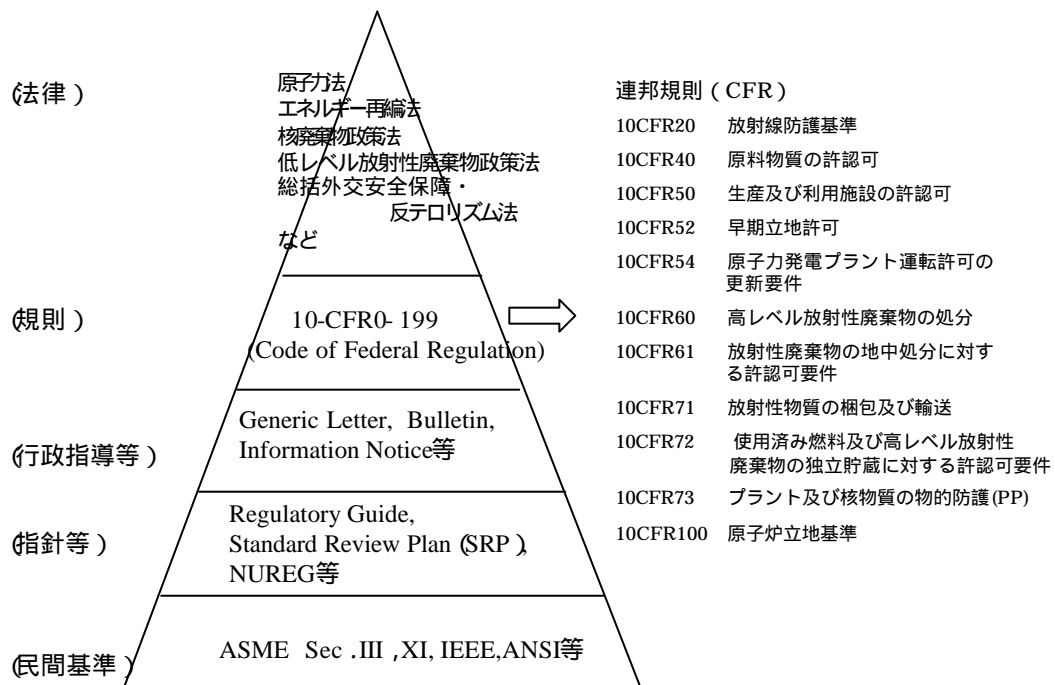 (法律)
原子力法
エネルギー再編法
核廃棄物政策法
低レベル放射性廃棄物政策法
総括外交安全保障・
反テロリズム法
など
(規則)
10-CFR0- 199
(Code of Federal Regulation)
(行政指導等)
Generic Letter, Bulletin,
Information Notice等
(指針等)
Regulatory Guide,
Standard Review Plan (SRP),
NUREG等
(民間基準)
ASME Sec .III ,XI, IEEE,ANSI等
連邦規則(CFR)
10CFR20 放射線防護基準
10CFR40 原料物質の許認可
10CFR50 生産及び利用施設の許認可
10CFR52 早期立地許可
10CFR54 原子力発電プラント運転許可の
更新要件
10CFR60 高レベル放射性廃棄物の処分
10CFR61 放射性廃棄物の地中処分に対す
る許認可要件
10CFR71 放射性物質の梱包及び輸送
10CFR72 使用済み燃料及び高レベル放射性
廃棄物の独立貯蔵に対する許認可要件
10CFR73 プラント及び核物質の物的防護(PP)
10CFR100 原子炉立地基準